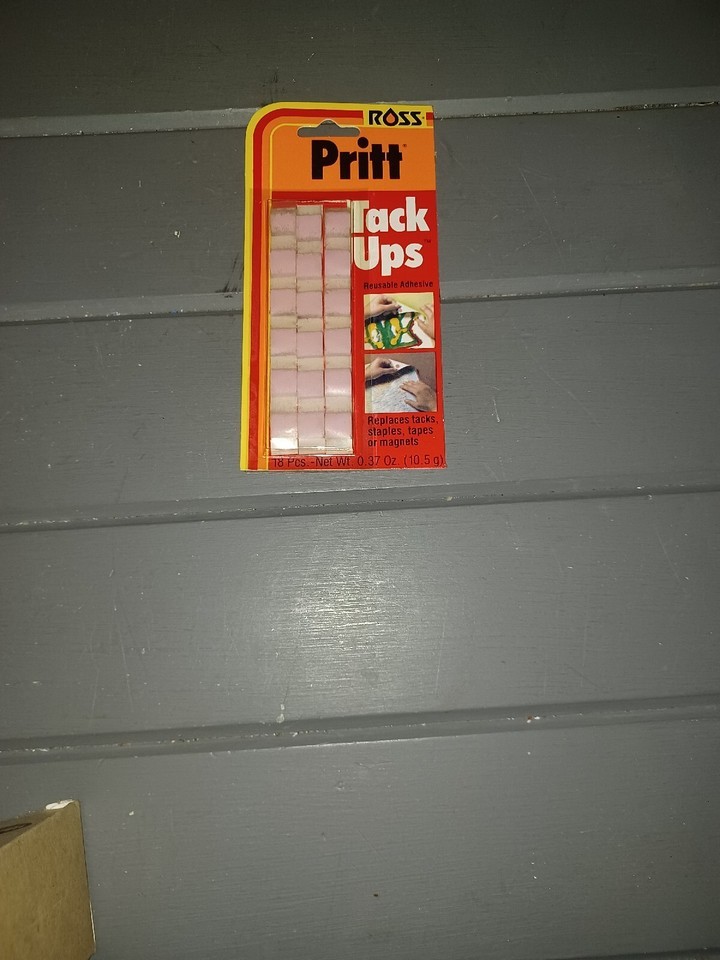 ROSS
Pritt®
Tack
Ups™
Reusable Adhesive
Replaces tacks,
staples, tapes
or magnets
18 Pcs.-Net Wt. 0.37 Oz. (10.5 g)